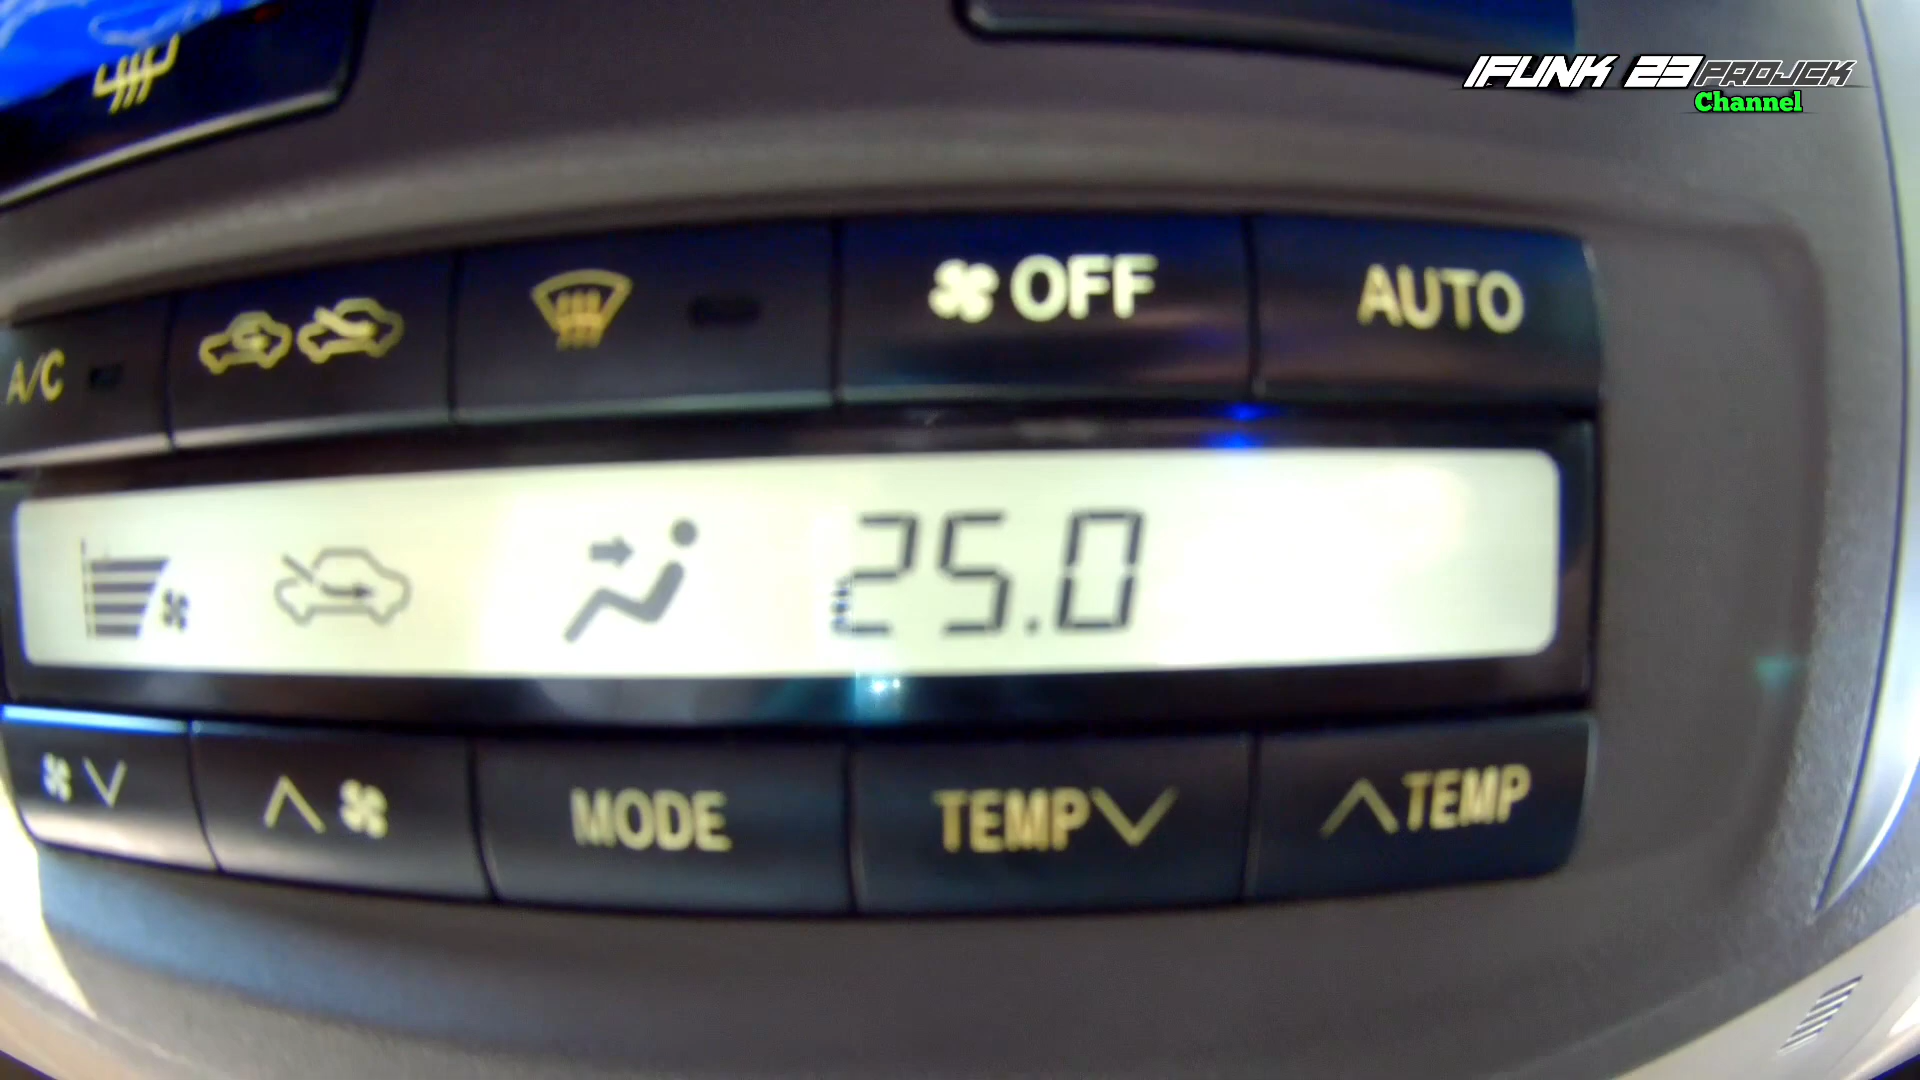 IFUNK 23 PROJCK
Channel
A/C
OFF
AUTO
25.0
MODE
TEMP
TEMP